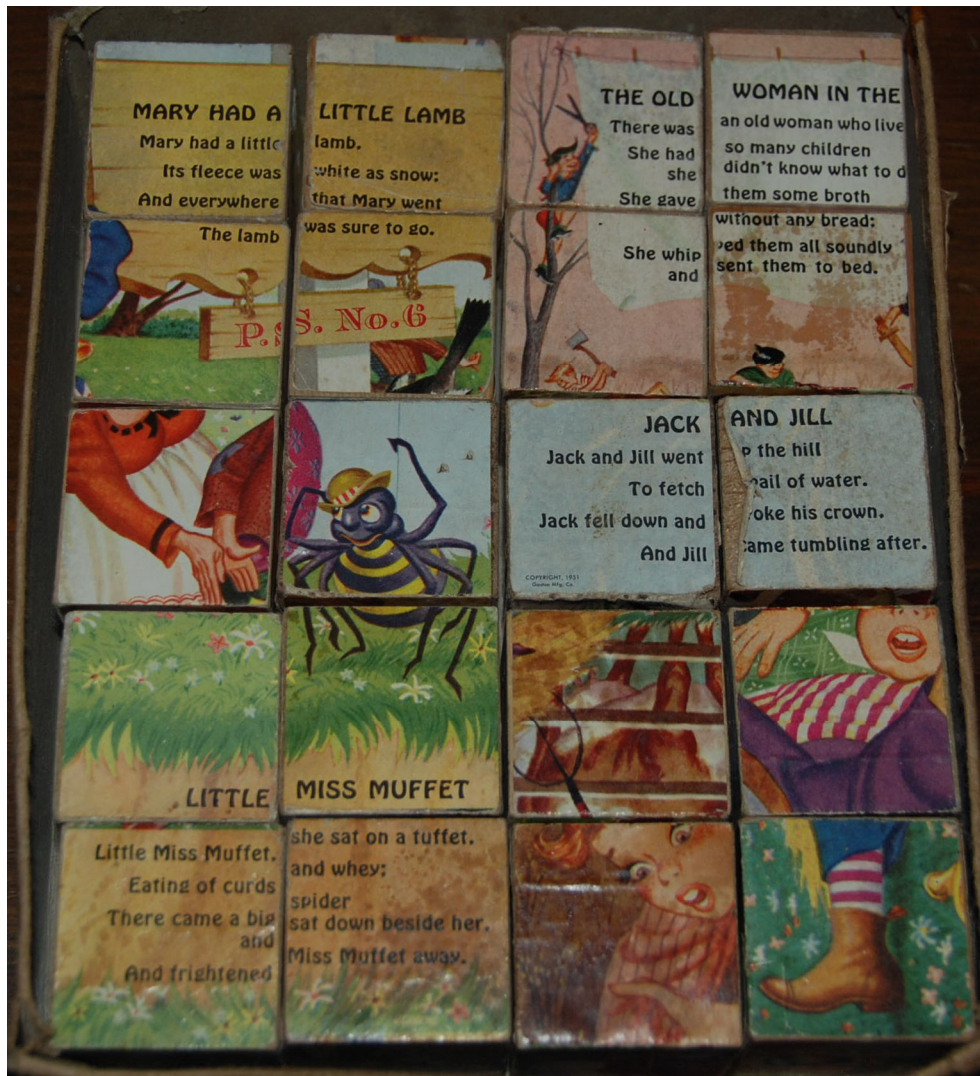 MARY HAD A LITTLE LAMB
Mary had a little lamb.
Its fleece was white as snow:
And everywhere that Mary went
The lamb was sure to go.
P.S. No.6
THE OLD WOMAN IN THE
There was an old woman who live
She had so many children
she didn't know what to d
She gave them some broth
without any bread:
She whipped them all soundly
and sent them to bed.
JACK AND JILL
Jack and Jill went p the hill
To fetch pail of water.
Jack fell down and roke his crown.
And Jill came tumbling after.
COPYRIGHT, 1951
LITTLE MISS MUFFET
Little Miss Muffet. she sat on a tuffet.
Eating of curds and whey:
There came a big spider
and sat down beside her.
And frightened Miss Muffet away.